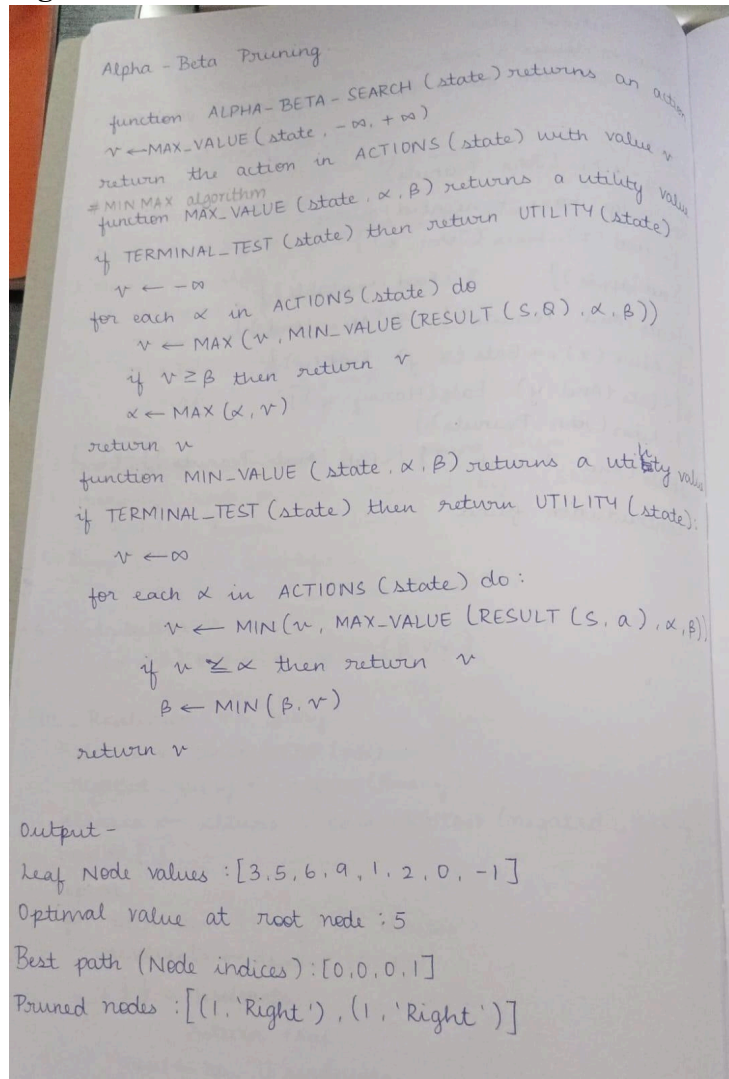 Alpha - Beta Pruning
function ALPHA-BETA-SEARCH (state) returns an action
v ← MAX_VALUE (state, -∞, +∞)
return the action in ACTIONS (state) with value v
# MIN MAX algorithm
function MAX_VALUE (state, α, β) returns a utility value
if TERMINAL_TEST (state) then return UTILITY (state)
v ← -∞
for each α in ACTIONS (state) do
v ← MAX (v, MIN_VALUE (RESULT (S, Q), α, β))
if v ≥ β then return v
α ← MAX (α, v)
return v
function MIN_VALUE (state, α, β) returns a utility value
if TERMINAL_TEST (state) then return UTILITY (state):
v ← ∞
for each α in ACTIONS (state) do:
v ← MIN (v, MAX_VALUE (RESULT (S, a), α, β))
if v ≤ α then return v
β ← MIN (β, v)
return v
Output -
Leaf Node values : [3, 5, 6, 9, 1, 2, 0, -1]
Optimal value at root node : 5
Best path (Node indices) : [0, 0, 0, 1]
Pruned nodes : [(1, 'Right'), (1, 'Right')]